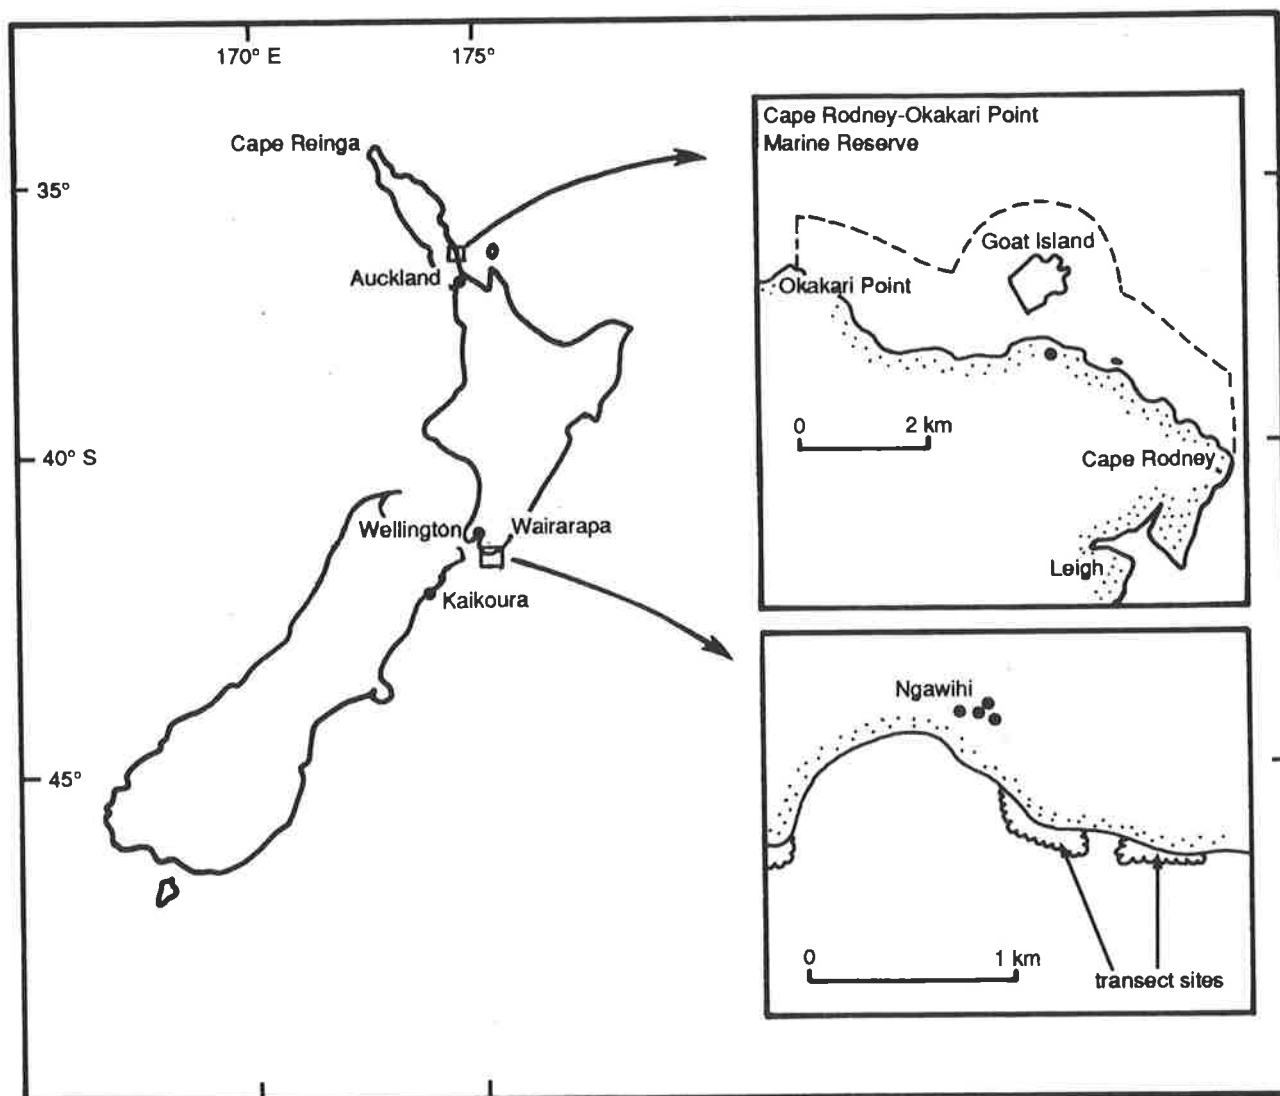 170° E
175°
Cape Reinga
35°
Auckland
40° S
Wellington
Wairarapa
Kaikoura
45°
Cape Rodney-Okakari Point
Marine Reserve
Goat Island
Okakari Point
0
2 km
Cape Rodney
Leigh
Ngawihi
0
1 km
transect sites